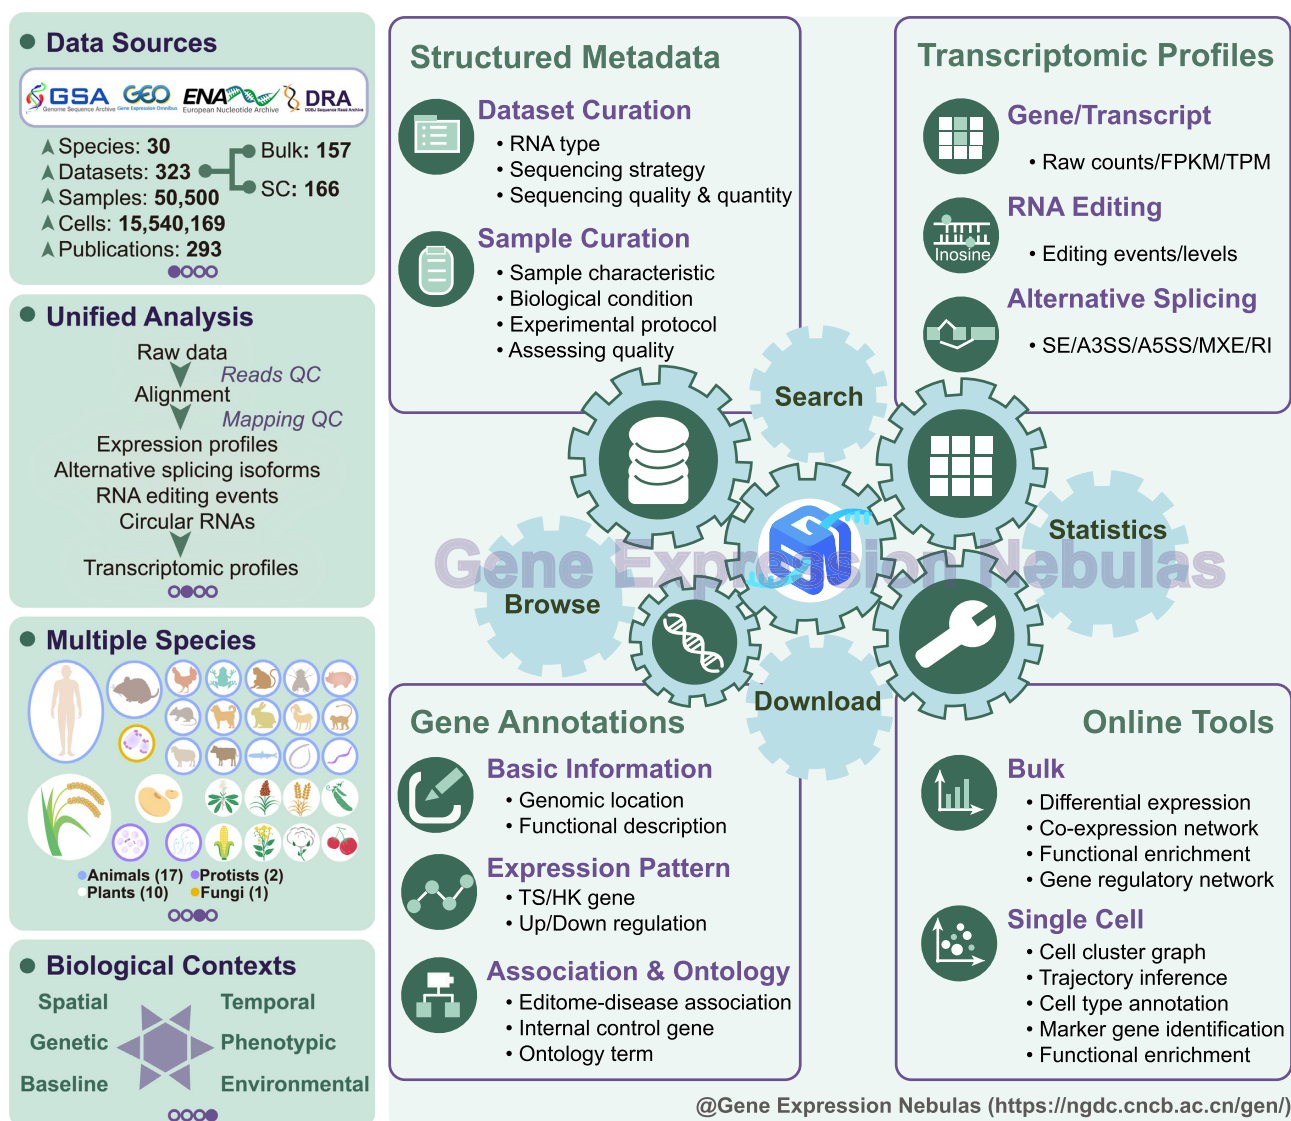 Data Sources
GSA
Genome Sequence Archive
GEO
Gene Expression Omnibus
ENA
European Nucleotide Archive
DRA
DDBJ Sequence Read Archive
Species: 30
Datasets: 323
Bulk: 157
SC: 166
Samples: 50,500
Cells: 15,540,169
Publications: 293
Unified Analysis
Raw data
Reads QC
Alignment
Mapping QC
Expression profiles
Alternative splicing isoforms
RNA editing events
Circular RNAs
Transcriptomic profiles
Multiple Species
Animals (17)
Protists (2)
Plants (10)
Fungi (1)
Biological Contexts
Spatial
Temporal
Genetic
Phenotypic
Baseline
Environmental
Structured Metadata
Dataset Curation
• RNA type
• Sequencing strategy
• Sequencing quality & quantity
Sample Curation
• Sample characteristic
• Biological condition
• Experimental protocol
• Assessing quality
Transcriptomic Profiles
Gene/Transcript
• Raw counts/FPKM/TPM
RNA Editing
Inosine
• Editing events/levels
Alternative Splicing
• SE/A3SS/A5SS/MXE/RI
Search
Statistics
Gene Expression Nebulas
Browse
Download
Gene Annotations
Basic Information
• Genomic location
• Functional description
Expression Pattern
• TS/HK gene
• Up/Down regulation
Association & Ontology
• Editome-disease association
• Internal control gene
• Ontology term
Online Tools
Bulk
• Differential expression
• Co-expression network
• Functional enrichment
• Gene regulatory network
Single Cell
• Cell cluster graph
• Trajectory inference
• Cell type annotation
• Marker gene identification
• Functional enrichment
@Gene Expression Nebulas (https://ngdc.cncb.ac.cn/gen/)